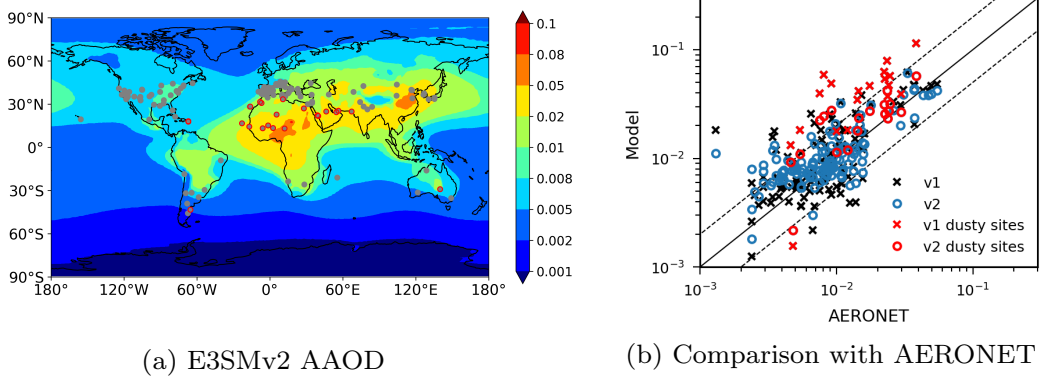 90°N
60°N
30°N
0°
30°S
60°S
90°S
180°
120°W
60°W
0°
60°E
120°E
180°
0.1
0.08
0.05
0.02
0.01
0.008
0.005
0.002
0.001
(a) E3SMv2 AAOD
Model
10⁻¹
10⁻²
10⁻³
10⁻³
10⁻²
10⁻¹
AERONET
v1
v2
v1 dusty sites
v2 dusty sites
(b) Comparison with AERONET